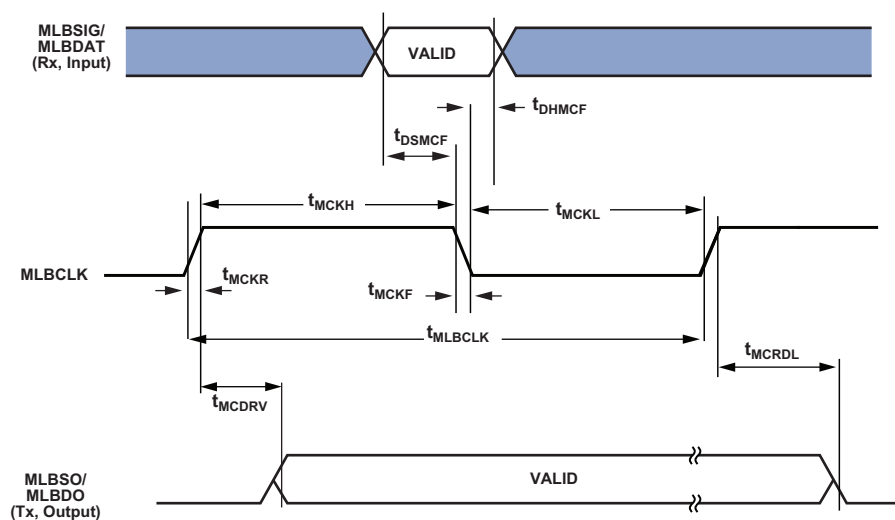 MLBSIG/
MLBDAT
(Rx, Input)
VALID
tDHMCF
tDSMCF
tMCKH
tMCKL
MLBCLK
tMCKR
tMCKF
tMLBCLK
tMCRDL
tMCDRV
MLBSO/
MLBDO
(Tx, Output)
VALID